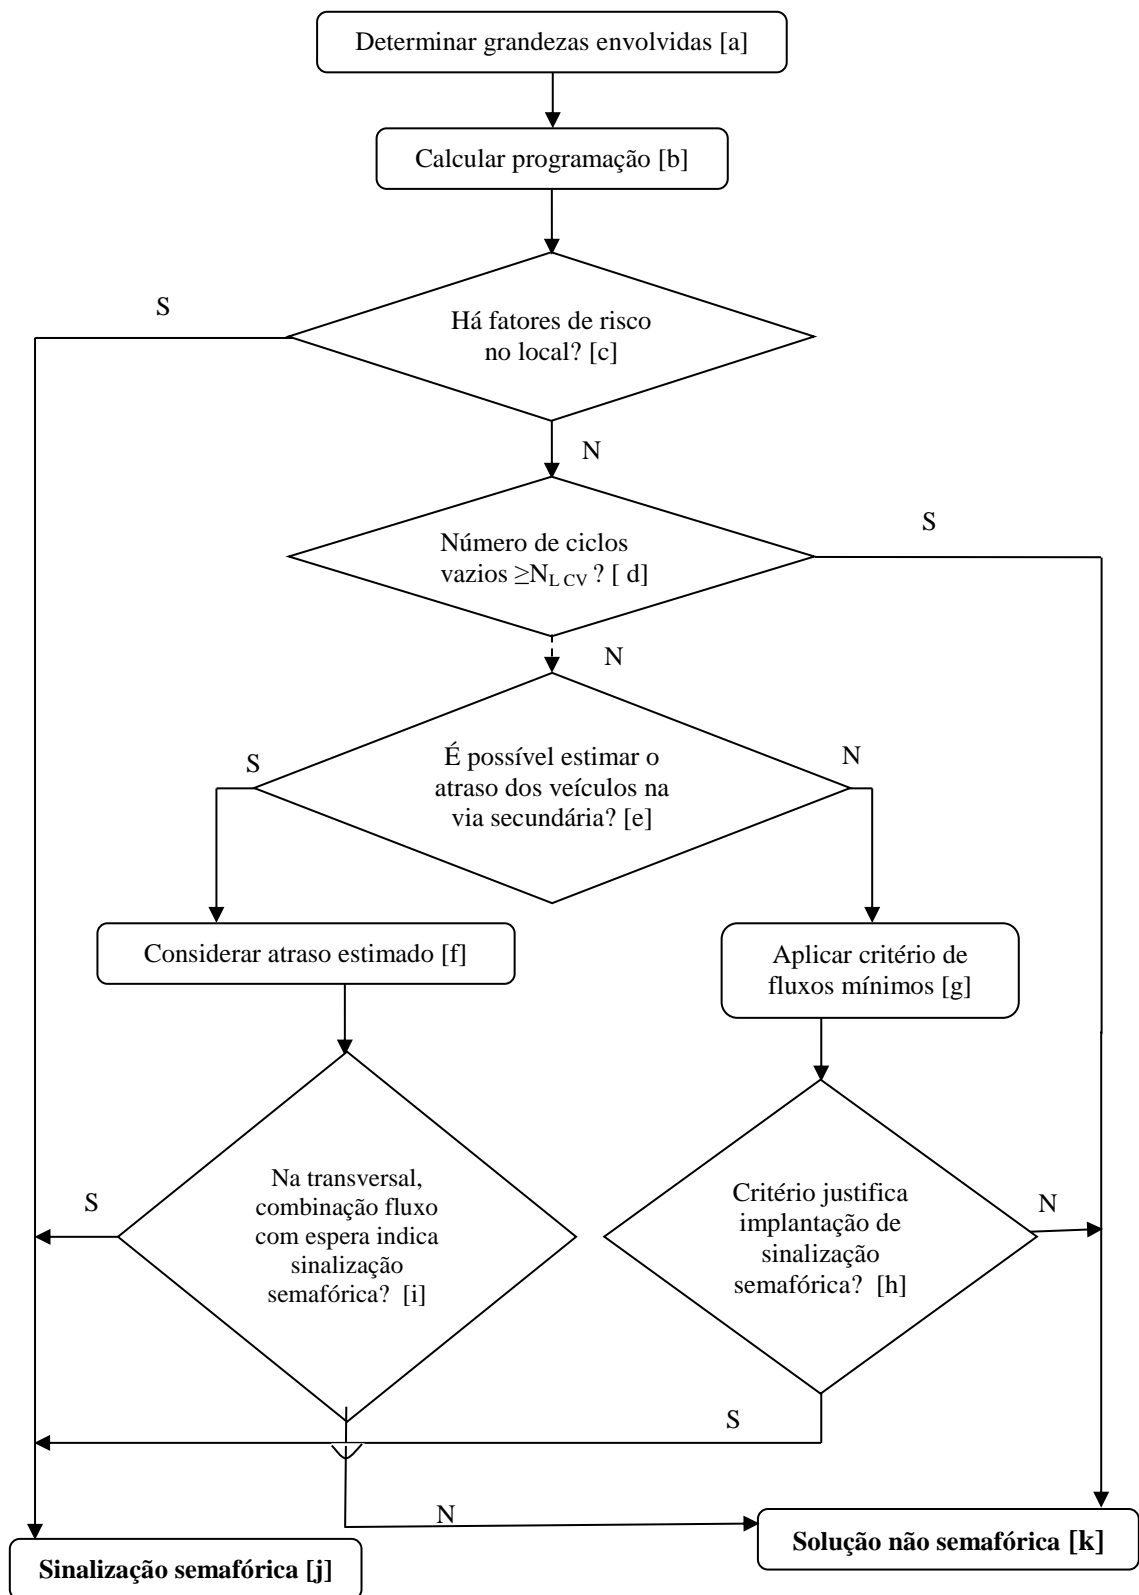 Determinar grandezas envolvidas [a]
Calcular programação [b]
S
Há fatores de risco
no local? [c]
N
S
Número de ciclos
vazios ≥N_L CV ? [ d]
N
S
É possível estimar o
atraso dos veículos na
via secundária? [e]
N
Considerar atraso estimado [f]
Aplicar critério de
fluxos mínimos [g]
S
Na transversal,
combinação fluxo
com espera indica
sinalização
semafórica? [i]
Critério justifica
implantação de
sinalização
semafórica? [h]
N
S
N
Sinalização semafórica [j]
Solução não semafórica [k]